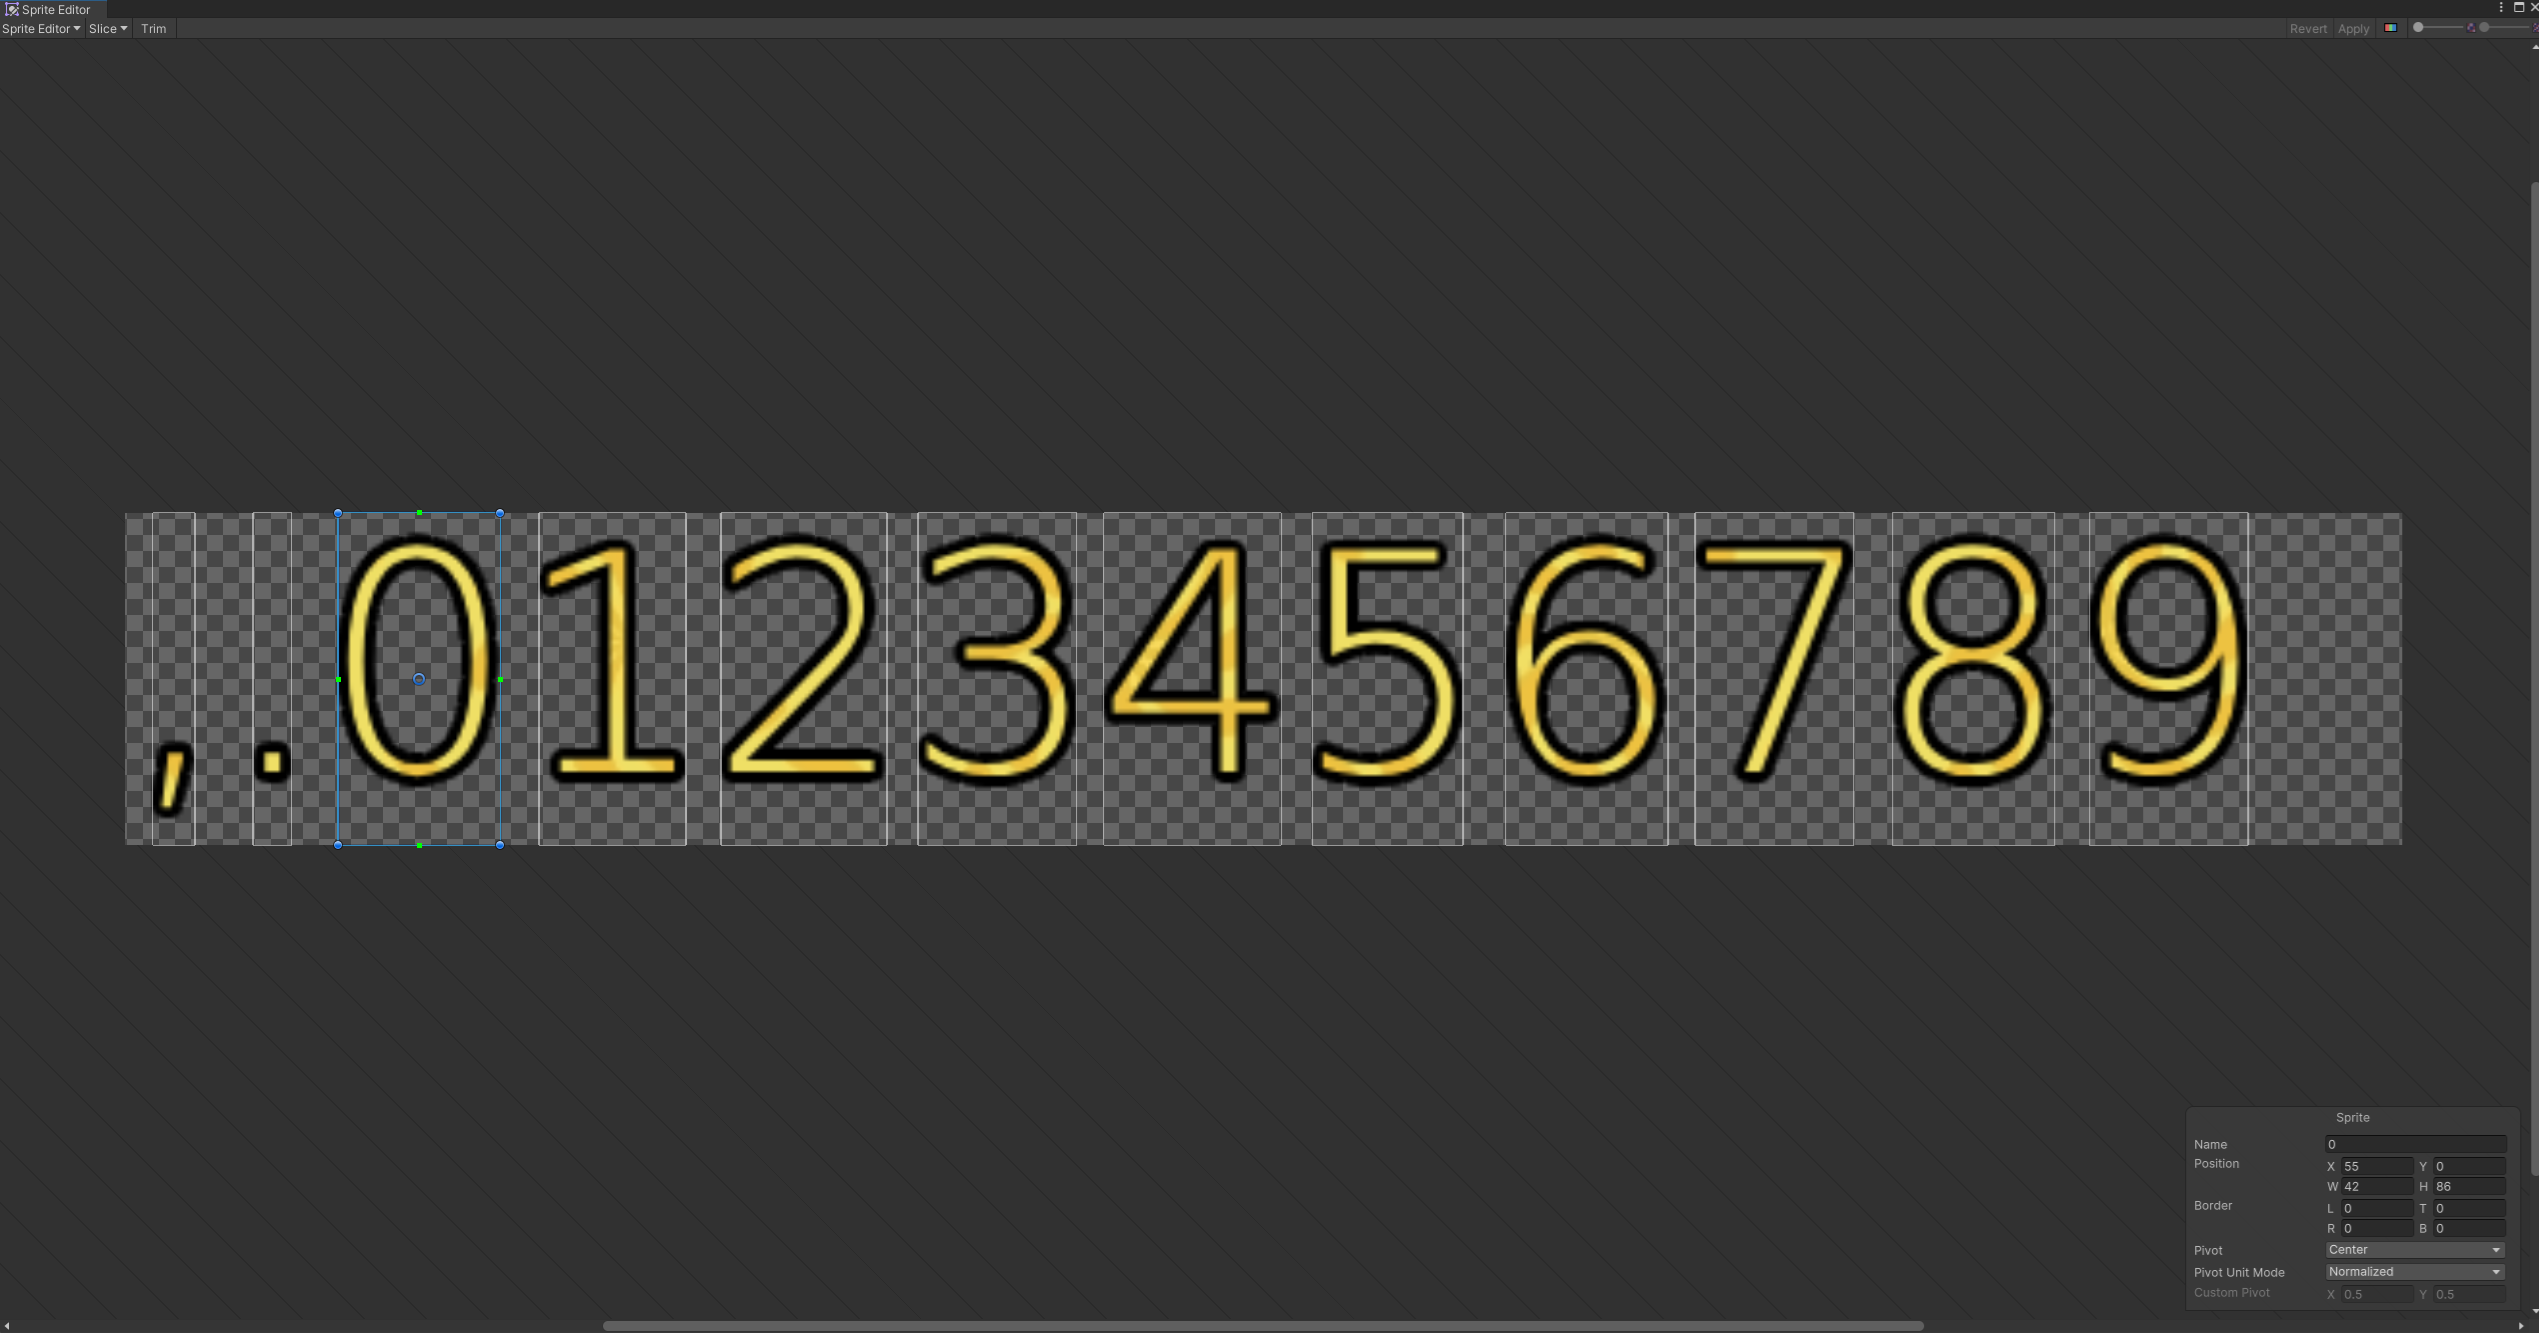 Sprite Editor
Sprite Editor Slice Trim Revert Apply
,.0123456789
Sprite
Name 0
Position X 55 Y 0
W 42 H 86
Border L 0 T 0
R 0 B 0
Pivot Center
Pivot Unit Mode Normalized
Custom Pivot X 0.5 Y 0.5